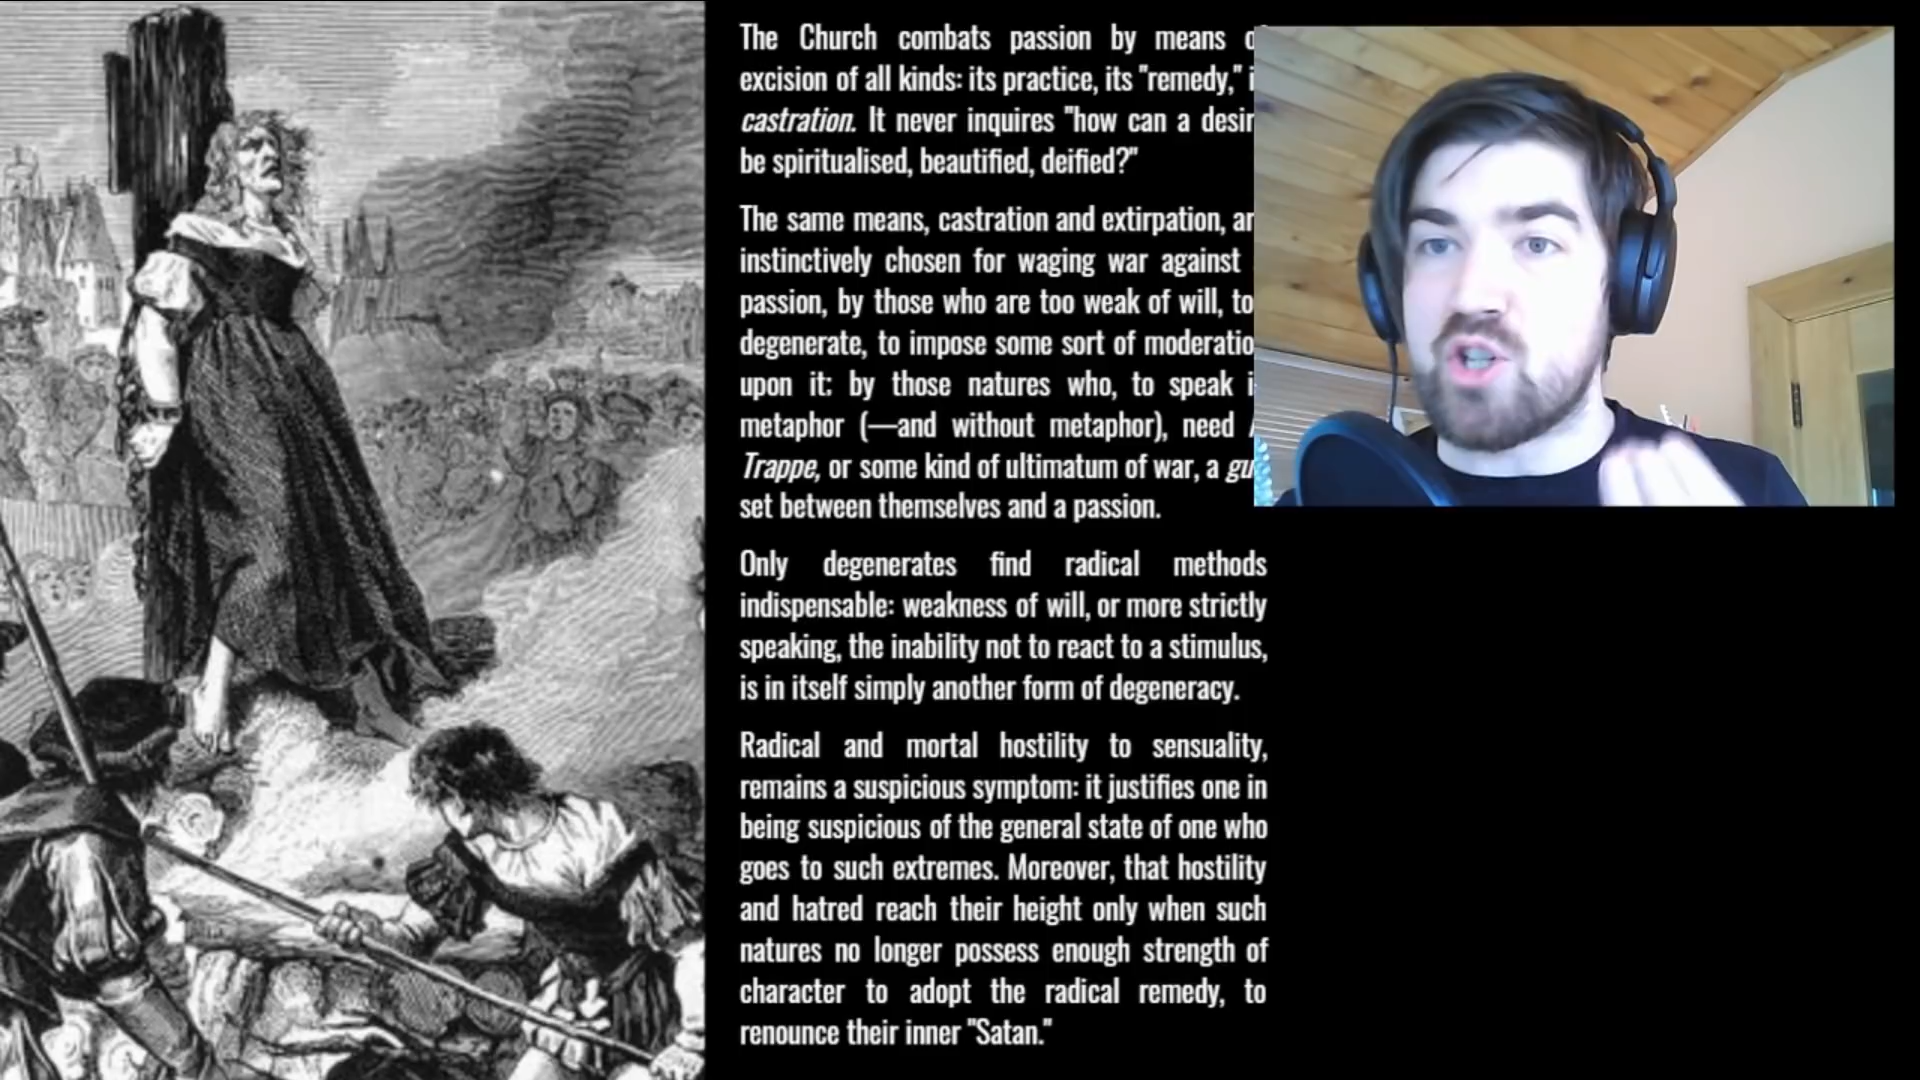 The Church combats passion by means
excision of all kinds: its practice, its "remedy,"
castration. It never inquires "how can a
be spiritualised, beautified, deified?"
The same means, castration and extirpation,
instinctively chosen for waging war against
passion, by those who are too weak of will,
degenerate, to impose some sort of
upon it: by those natures who, to speak
metaphor (—and without metaphor), need
Trappe, or some kind of ultimatum of war, a
set between themselves and a passion.
Only degenerates find radical methods
indispensable: weakness of will, or more strictly
speaking, the inability not to react to a stimulus,
is in itself simply another form of degeneracy.
Radical and mortal hostility to sensuality,
remains a suspicious symptom: it justifies one in
being suspicious of the general state of one who
goes to such extremes. Moreover, that hostility
and hatred reach their height only when such
natures no longer possess enough strength of
character to adopt the radical remedy, to
renounce their inner "Satan."